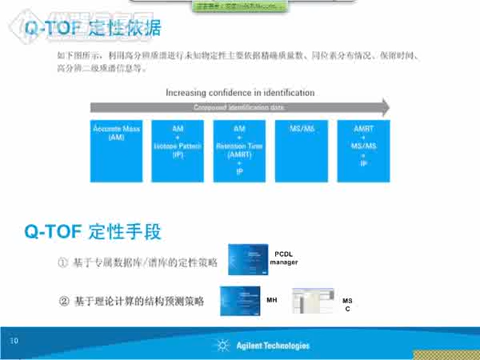 Q-TOF 定性依据
如下图所示，利用高分辨质谱进行未知物定性主要依据精确质量数、同位素分布情况、保留时间、
高分辨二级质谱信息等。
Increasing confidence in identification
Compound identification data
Accurate Mass
(AM)
AM
+
Isotope Pattern
(IP)
AM
+
Retention Time
(AMRT)
+
IP
MS/MS
AMRT
+
MS/MS
+
IP
Q-TOF 定性手段
① 基于专属数据库/谱库的定性策略
PCDL
manager
② 基于理论计算的结构预测策略
MH
MS
C
10
Agilent Technologies